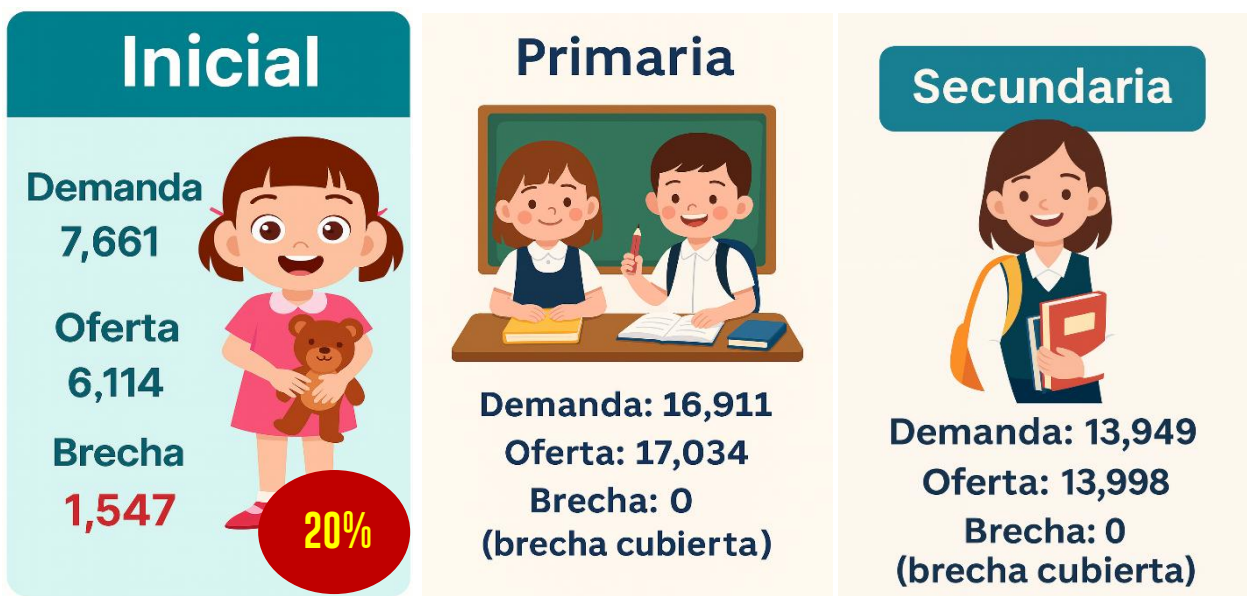 Inicial
Demanda
7,661
Oferta
6,114
Brecha
1,547
20%
Primaria
Demanda: 16,911
Oferta: 17,034
Brecha: 0
(brecha cubierta)
Secundaria
Demanda: 13,949
Oferta: 13,998
Brecha: 0
(brecha cubierta)